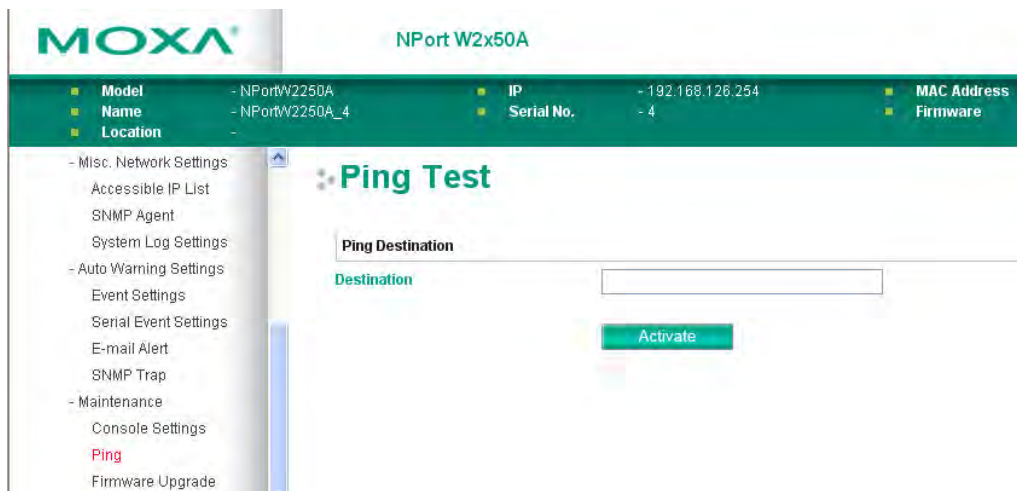 MOXA
NPort W2x50A
Model - NPortW2250A IP - 192.168.126.254 MAC Address
Name - NPortW2250A_4 Serial No. - 4 Firmware
Location -
- Misc. Network Settings
Accessible IP List
SNMP Agent
System Log Settings
- Auto Warning Settings
Event Settings
Serial Event Settings
E-mail Alert
SNMP Trap
- Maintenance
Console Settings
Ping
Firmware Upgrade
Ping Test
Ping Destination
Destination
Activate